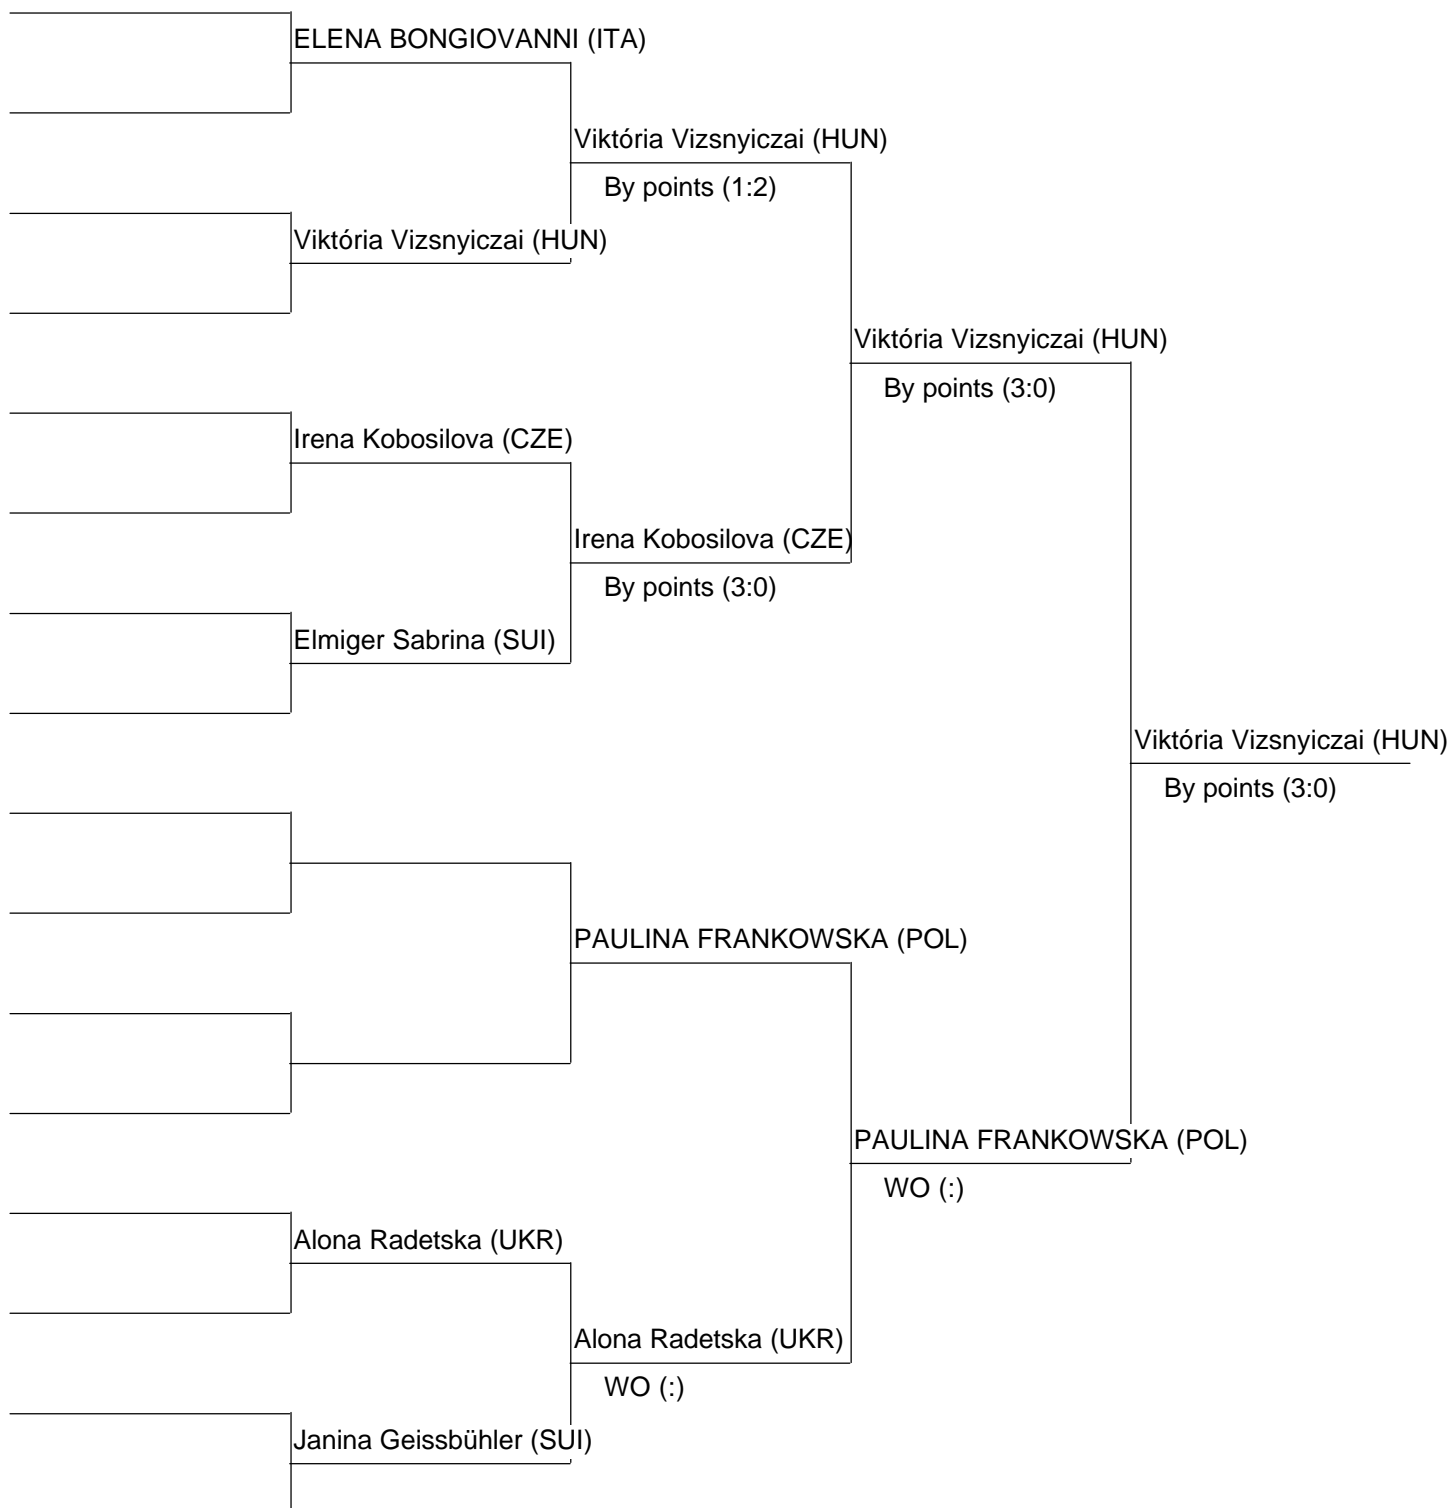 ELENA BONGIOVANNI (ITA)
Viktória Vizsnyiczai (HUN)
By points (1:2)
Viktória Vizsnyiczai (HUN)
Viktória Vizsnyiczai (HUN)
By points (3:0)
Irena Kobosilova (CZE)
Irena Kobosilova (CZE)
By points (3:0)
Elmiger Sabrina (SUI)
Viktória Vizsnyiczai (HUN)
By points (3:0)
PAULINA FRANKOWSKA (POL)
PAULINA FRANKOWSKA (POL)
WO (:)
Alona Radetska (UKR)
Alona Radetska (UKR)
WO (:)
Janina Geissbühler (SUI)